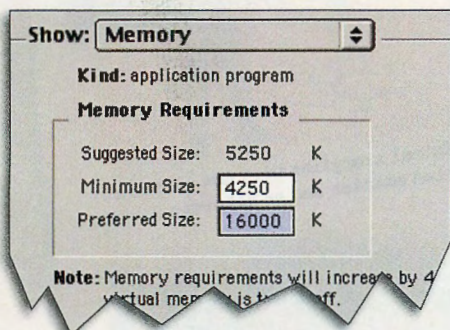 Show: Memory
Kind: application program
Memory Requirements
Suggested Size: 5250 K
Minimum Size: 4250 K
Preferred Size: 16000 K
Note: Memory requirements will increase by 4
virtual memory is off.